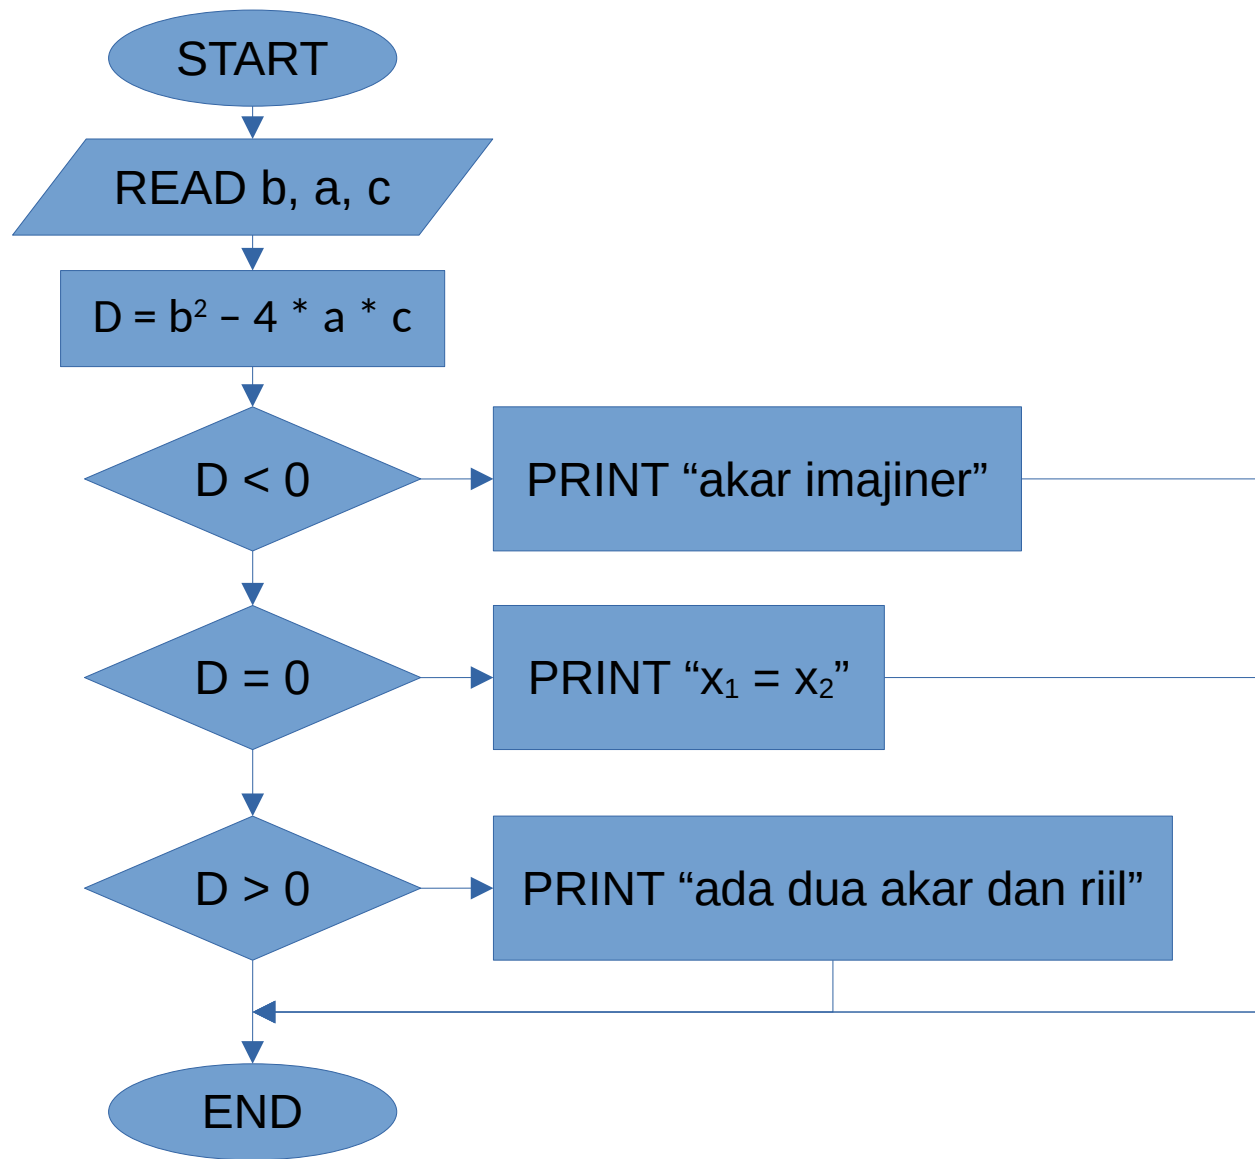 START
READ b, a, c
D = b² – 4 * a * c
D < 0
PRINT “akar imajiner”
D = 0
PRINT “x₁ = x₂”
D > 0
PRINT “ada dua akar dan riil”
END